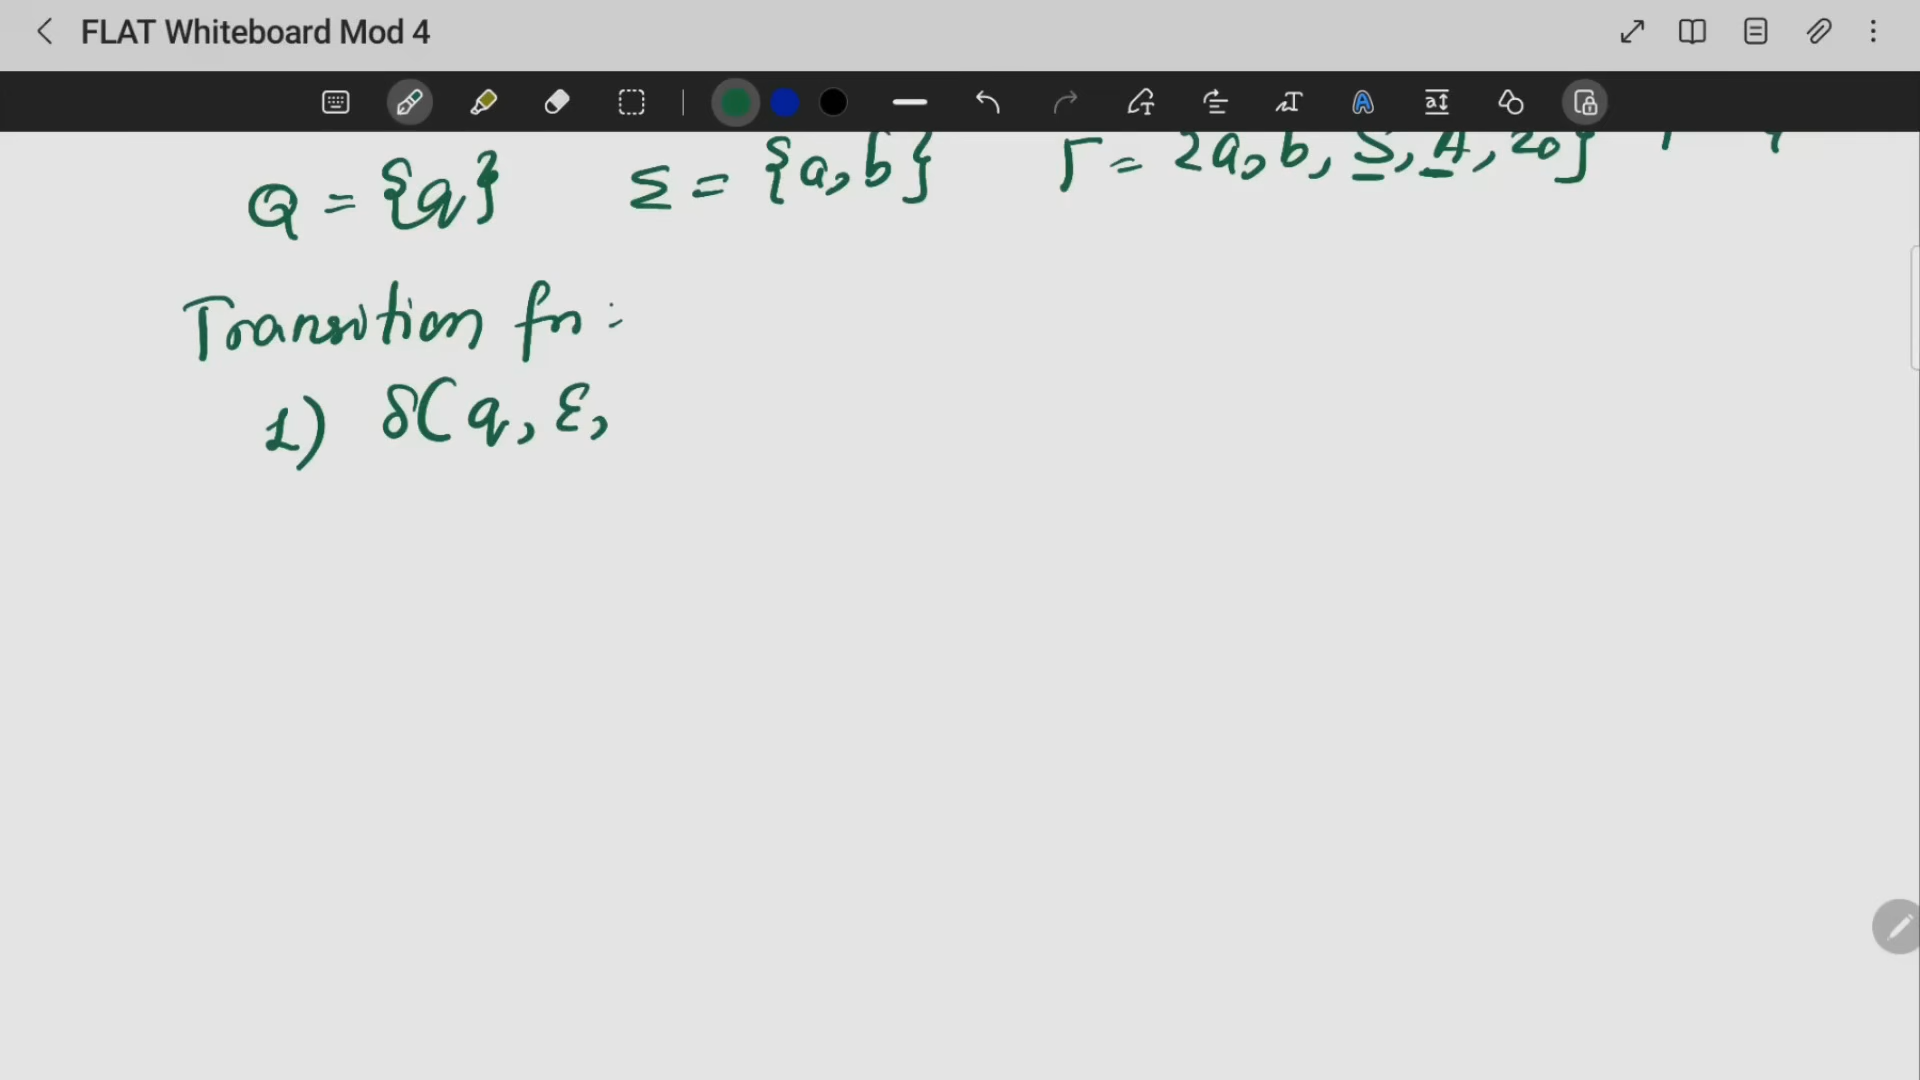 FLAT Whiteboard Mod 4
Q = {q} Σ = {a, b} Γ = {a, b, S, A, z0}
Transition fn :
1) δ(q, ε,